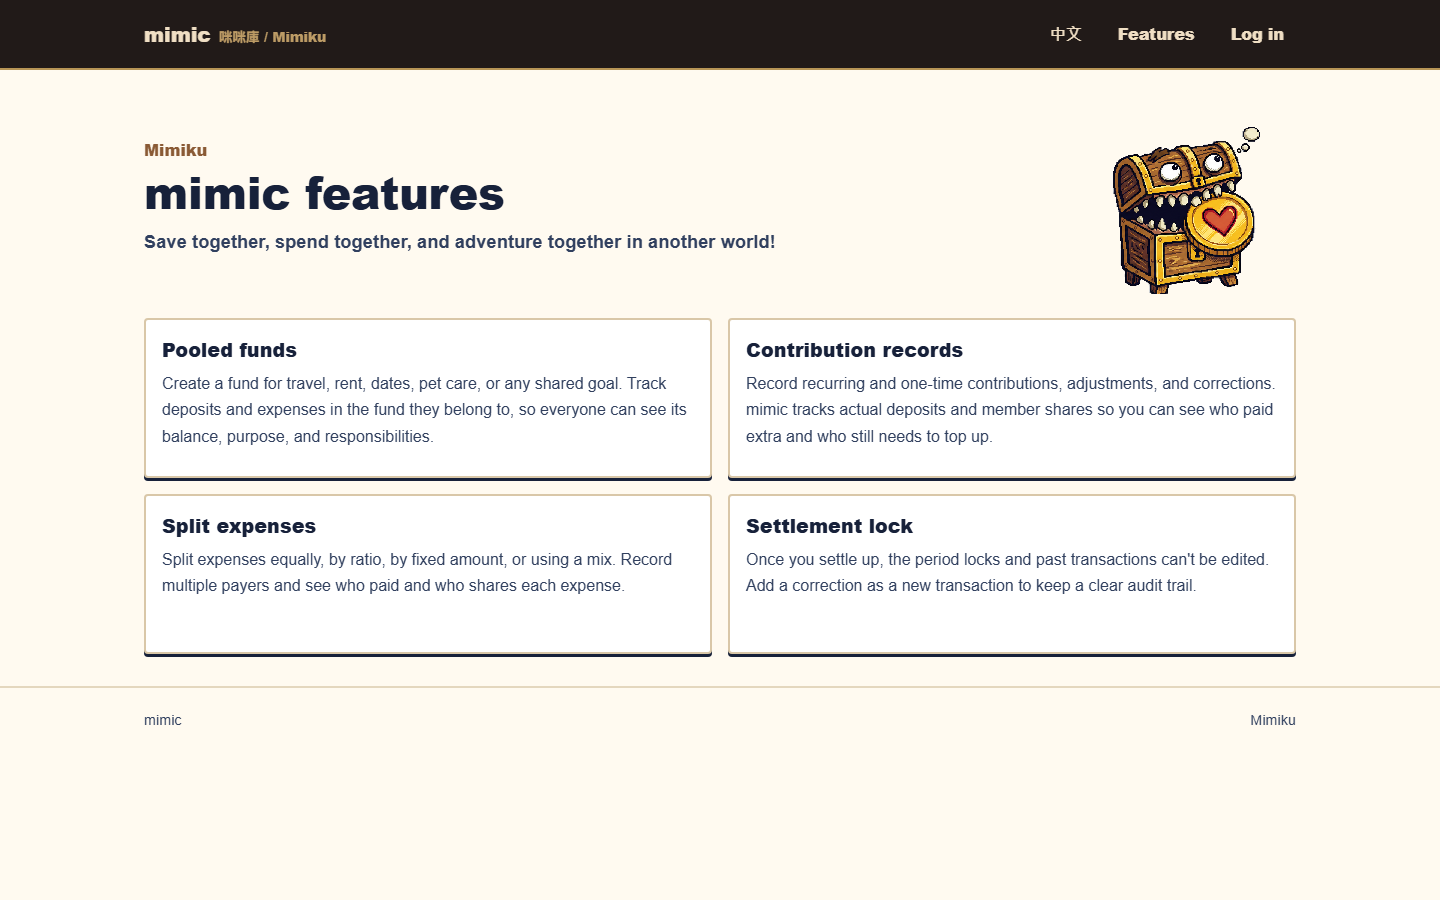 mimic 咪咪庫 / Mimiku
中文 Features Log in
Mimiku
mimic features
Save together, spend together, and adventure together in another world!
Pooled funds
Create a fund for travel, rent, dates, pet care, or any shared goal. Track
deposits and expenses in the fund they belong to, so everyone can see its
balance, purpose, and responsibilities.
Contribution records
Record recurring and one-time contributions, adjustments, and corrections.
mimic tracks actual deposits and member shares so you can see who paid
extra and who still needs to top up.
Split expenses
Split expenses equally, by ratio, by fixed amount, or using a mix. Record
multiple payers and see who paid and who shares each expense.
Settlement lock
Once you settle up, the period locks and past transactions can't be edited.
Add a correction as a new transaction to keep a clear audit trail.
mimic
Mimiku